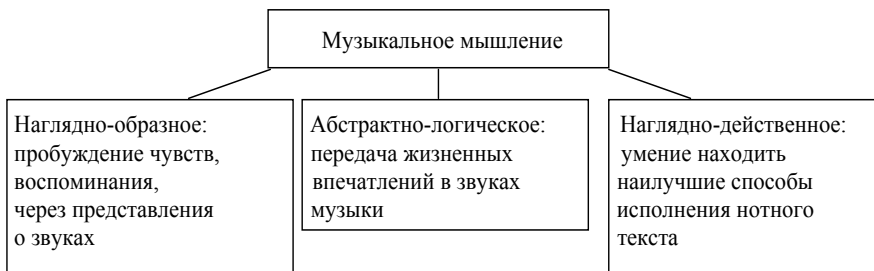 Музыкальное мышление
Наглядно-образное:
пробуждение чувств,
воспоминания,
через представления
о звуках
Абстрактно-логическое:
передача жизненных
впечатлений в звуках
музыки
Наглядно-действенное:
умение находить
наилучшие способы
исполнения нотного
текста